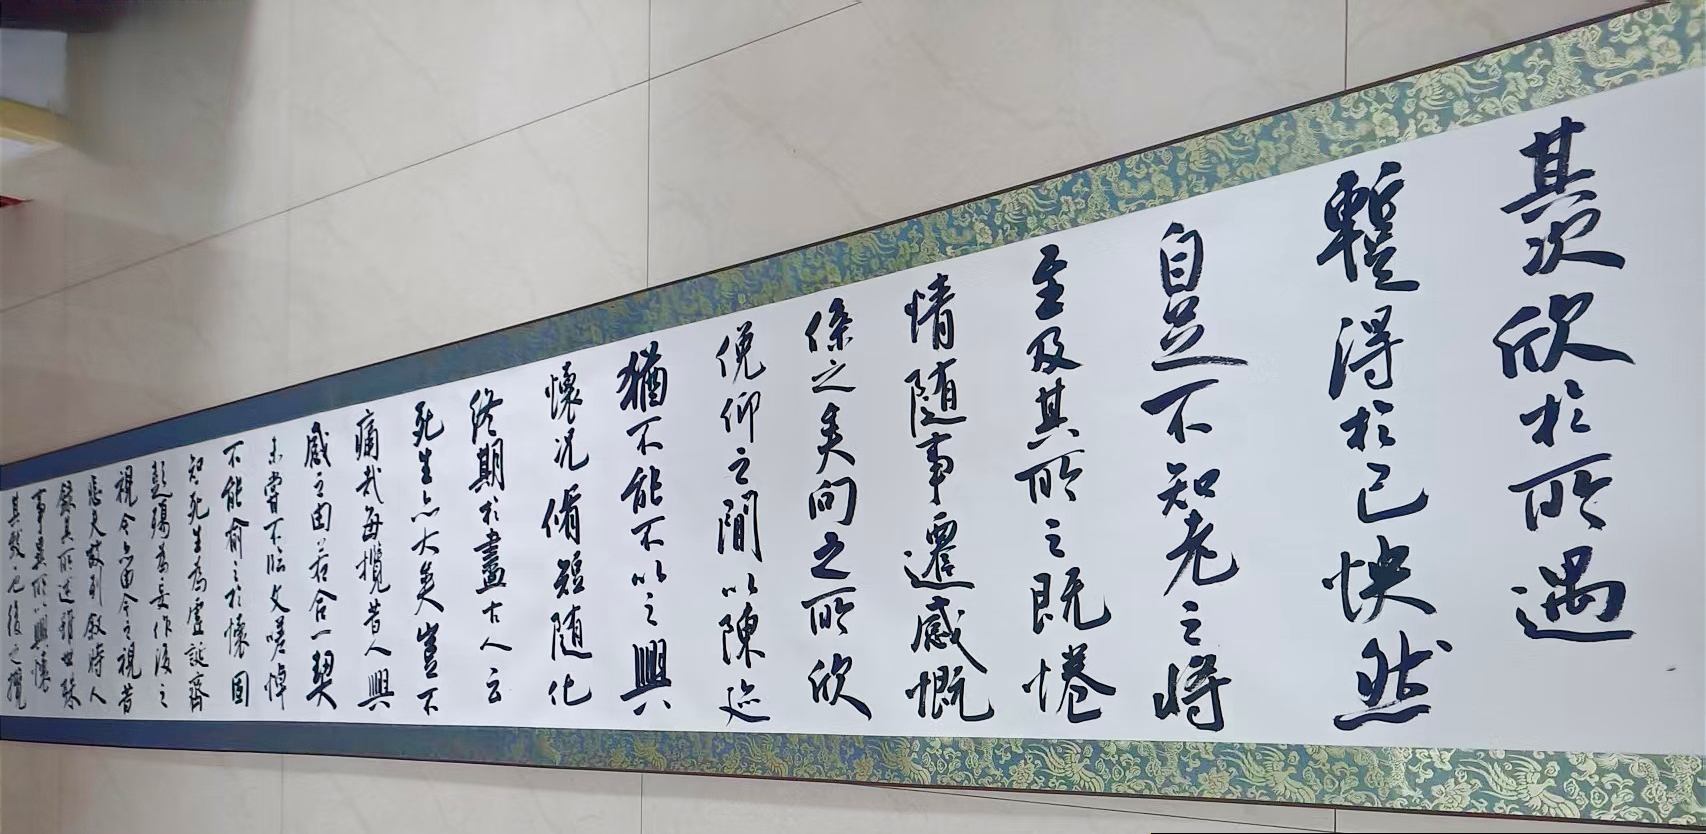 其次欣於所遇
蹔得於己怏然
自足不知老之將
至及其所之既惓
情隨事遷感慨
係之矣向之所欣
俛仰之閒以陳迹
猶不能不以之興
懷況脩短隨化
終期於盡古人云
死生亦大矣豈不
痛哉每攬昔人興
感之由若合一契
未嘗不臨文嗟悼
不能喻之於懷固
知死生為虛誕齊
彭殤為妄作後之
視今亦由今之視昔
悲夫故列敘時人
錄其所述雖世殊
事異所以興懷
其致一也後之攬